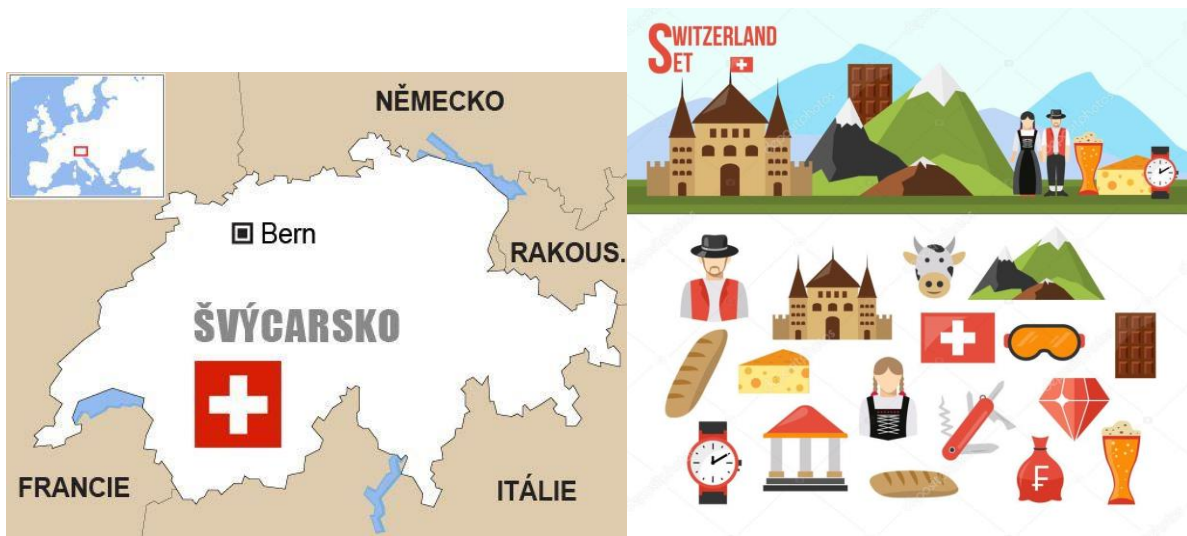 NĚMECKO
Bern
RAKOUS.
ŠVÝCARSKO
FRANCIE
ITÁLIE
SWITZERLAND
SET